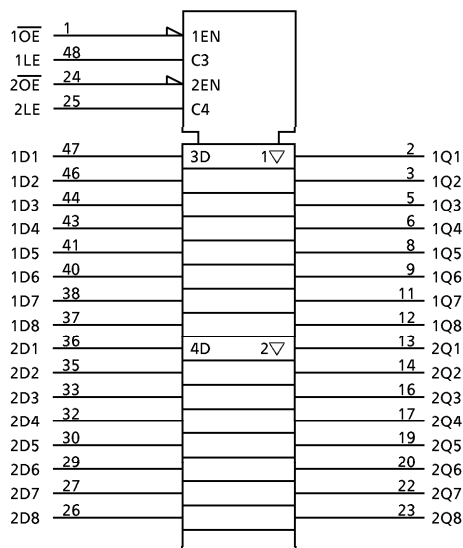 1O̅E̅ 1 1EN
1LE 48 C3
2O̅E̅ 24 2EN
2LE 25 C4
1D1 47 3D 1▽ 2 1Q1
1D2 46 3 1Q2
1D3 44 5 1Q3
1D4 43 6 1Q4
1D5 41 8 1Q5
1D6 40 9 1Q6
1D7 38 11 1Q7
1D8 37 12 1Q8
2D1 36 4D 2▽ 13 2Q1
2D2 35 14 2Q2
2D3 33 16 2Q3
2D4 32 17 2Q4
2D5 30 19 2Q5
2D6 29 20 2Q6
2D7 27 22 2Q7
2D8 26 23 2Q8